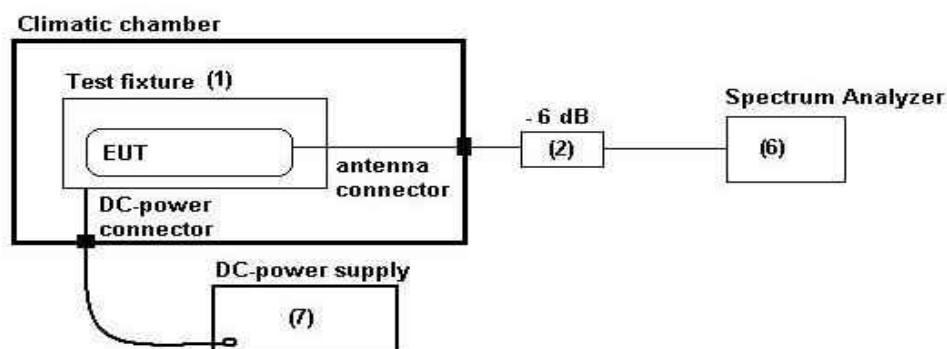 Climatic chamber
Test fixture (1)
EUT
antenna
connector
DC-power
connector
- 6 dB
(2)
Spectrum Analyzer
(6)
DC-power supply
(7)